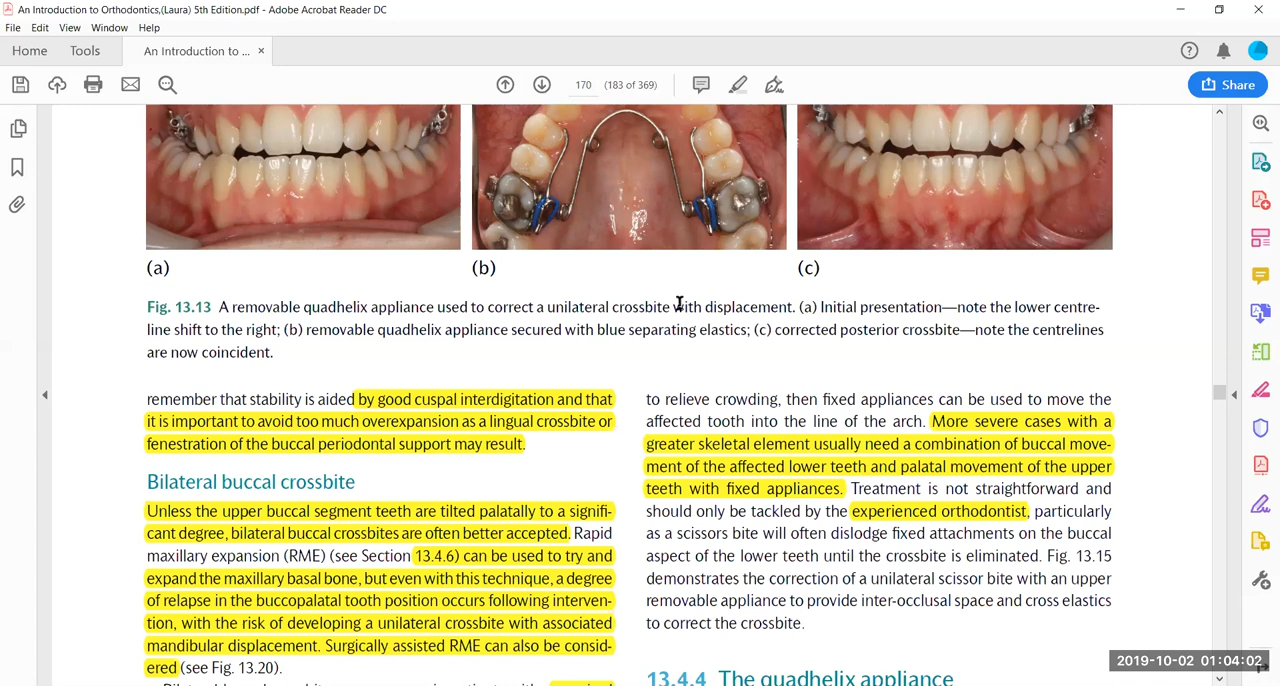 An Introduction to Orthodontics,(Laura) 5th Edition.pdf - Adobe Acrobat Reader DC
File Edit View Window Help
Home Tools An Introduction to ... ×
170 (183 of 369) Share
(a) (b) (c)
Fig. 13.13 A removable quadhelix appliance used to correct a unilateral crossbite with displacement. (a) Initial presentation—note the lower centre-
line shift to the right; (b) removable quadhelix appliance secured with blue separating elastics; (c) corrected posterior crossbite—note the centrelines
are now coincident.
remember that stability is aided by good cuspal interdigitation and that
it is important to avoid too much overexpansion as a lingual crossbite or
fenestration of the buccal periodontal support may result.
Bilateral buccal crossbite
Unless the upper buccal segment teeth are tilted palatally to a signifi-
cant degree, bilateral buccal crossbites are often better accepted. Rapid
maxillary expansion (RME) (see Section 13.4.6) can be used to try and
expand the maxillary basal bone, but even with this technique, a degree
of relapse in the buccopalatal tooth position occurs following interven-
tion, with the risk of developing a unilateral crossbite with associated
mandibular displacement. Surgically assisted RME can also be consid-
ered (see Fig. 13.20).
to relieve crowding, then fixed appliances can be used to move the
affected tooth into the line of the arch. More severe cases with a
greater skeletal element usually need a combination of buccal move-
ment of the affected lower teeth and palatal movement of the upper
teeth with fixed appliances. Treatment is not straightforward and
should only be tackled by the experienced orthodontist, particularly
as a scissors bite will often dislodge fixed attachments on the buccal
aspect of the lower teeth until the crossbite is eliminated. Fig. 13.15
demonstrates the correction of a unilateral scissor bite with an upper
removable appliance to provide inter-occlusal space and cross elastics
to correct the crossbite.
13.4.4 The quadhelix appliance
2019-10-02 01:04:02